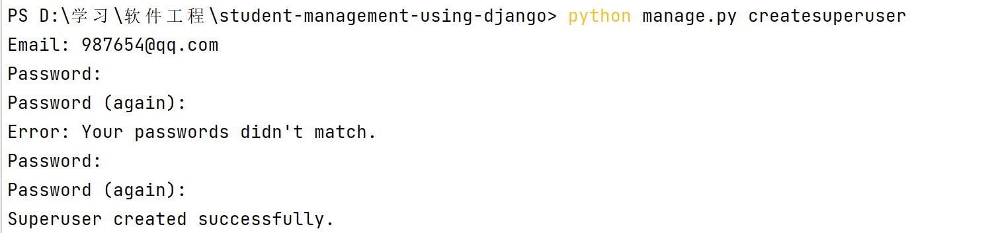 PS D:\学习\软件工程\student-management-using-django> python manage.py createsuperuser
Email: 987654@qq.com
Password:
Password (again):
Error: Your passwords didn't match.
Password:
Password (again):
Superuser created successfully.